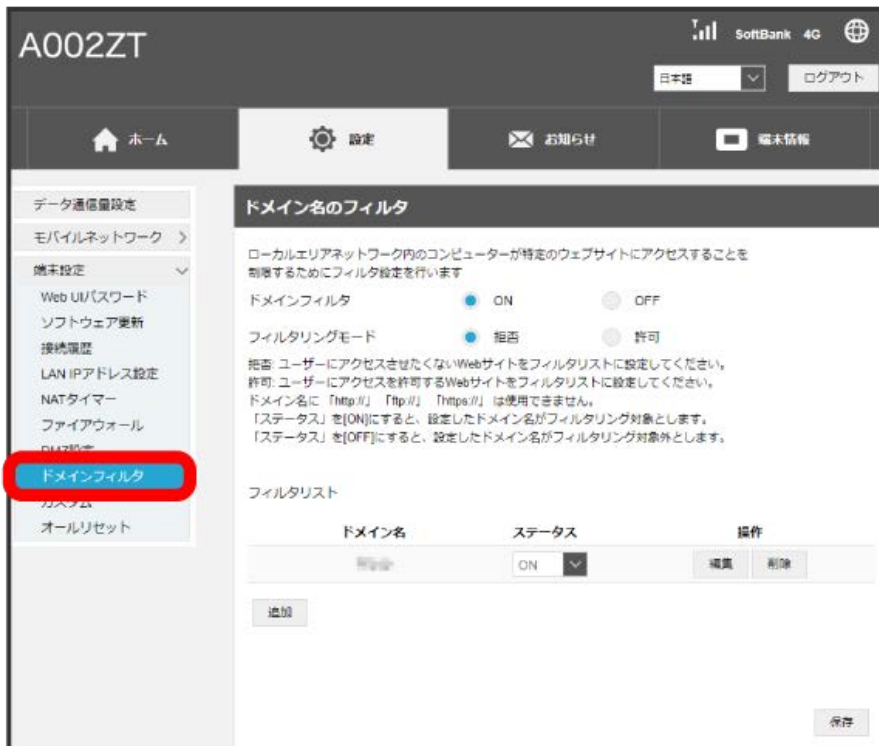 A002ZT
SoftBank 4G
日本語
ログアウト
ホーム
設定
お知らせ
端末情報
データ通信量設定
モバイルネットワーク
端末設定
Web UIパスワード
ソフトウェア更新
接続履歴
LAN IPアドレス設定
NATタイマー
ファイアウォール
DMZ設定
ドメインフィルタ
カスタム
オールリセット
ドメイン名のフィルタ
ローカルエリアネットワーク内のコンピューターが特定のウェブサイトにアクセスすることを
制限するためにフィルタ設定を行います
ドメインフィルタ ON OFF
フィルタリングモード 拒否 許可
拒否: ユーザーにアクセスさせたくないWebサイトをフィルタリストに設定してください。
許可: ユーザーにアクセスを許可するWebサイトをフィルタリストに設定してください。
ドメイン名に 「http://」 「ftp://」 「https://」 は使用できません。
「ステータス」を[ON]にすると、設定したドメイン名がフィルタリング対象とします。
「ステータス」を[OFF]にすると、設定したドメイン名がフィルタリング対象外とします。
フィルタリスト
ドメイン名 ステータス 操作
ON 編集 削除
追加
保存